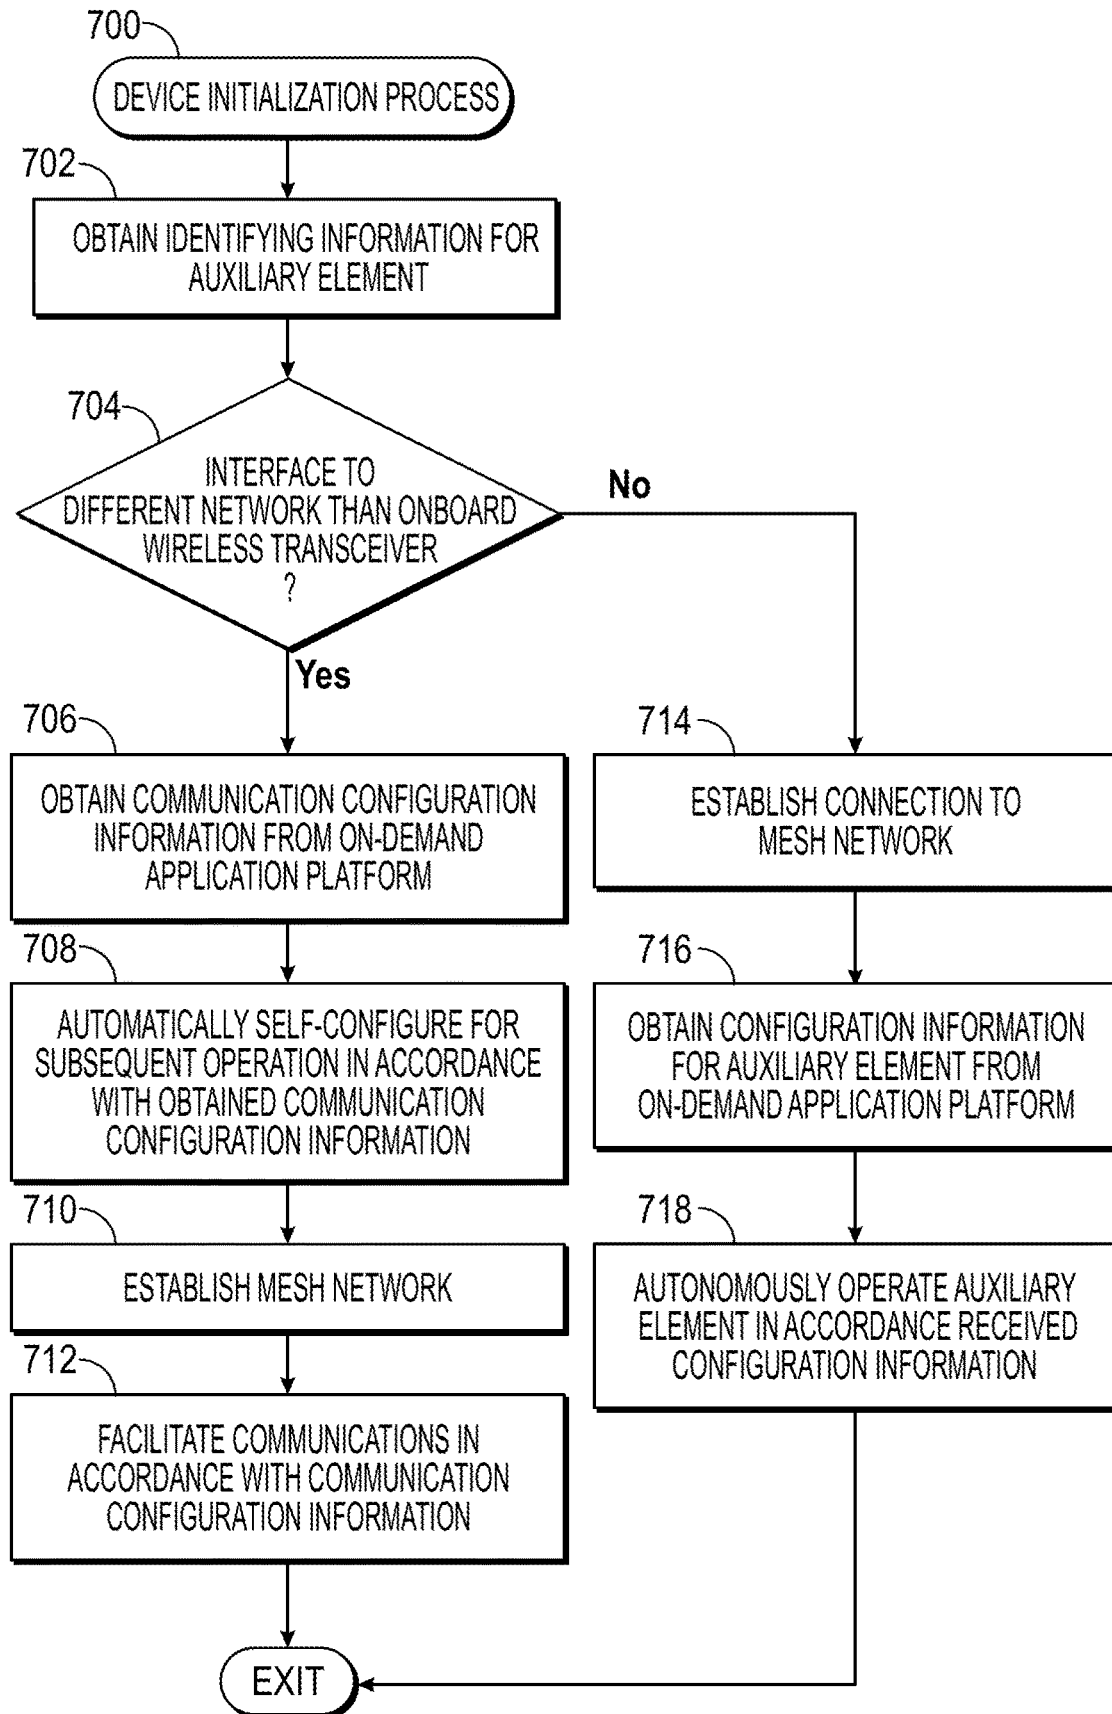 700
DEVICE INITIALIZATION PROCESS
702
OBTAIN IDENTIFYING INFORMATION FOR
AUXILIARY ELEMENT
704
INTERFACE TO
DIFFERENT NETWORK THAN ONBOARD
WIRELESS TRANSCEIVER
?
No
Yes
706
OBTAIN COMMUNICATION CONFIGURATION
INFORMATION FROM ON-DEMAND
APPLICATION PLATFORM
708
AUTOMATICALLY SELF-CONFIGURE FOR
SUBSEQUENT OPERATION IN ACCORDANCE
WITH OBTAINED COMMUNICATION
CONFIGURATION INFORMATION
710
ESTABLISH MESH NETWORK
712
FACILITATE COMMUNICATIONS IN
ACCORDANCE WITH COMMUNICATION
CONFIGURATION INFORMATION
714
ESTABLISH CONNECTION TO
MESH NETWORK
716
OBTAIN CONFIGURATION INFORMATION
FOR AUXILIARY ELEMENT FROM
ON-DEMAND APPLICATION PLATFORM
718
AUTONOMOUSLY OPERATE AUXILIARY
ELEMENT IN ACCORDANCE RECEIVED
CONFIGURATION INFORMATION
EXIT